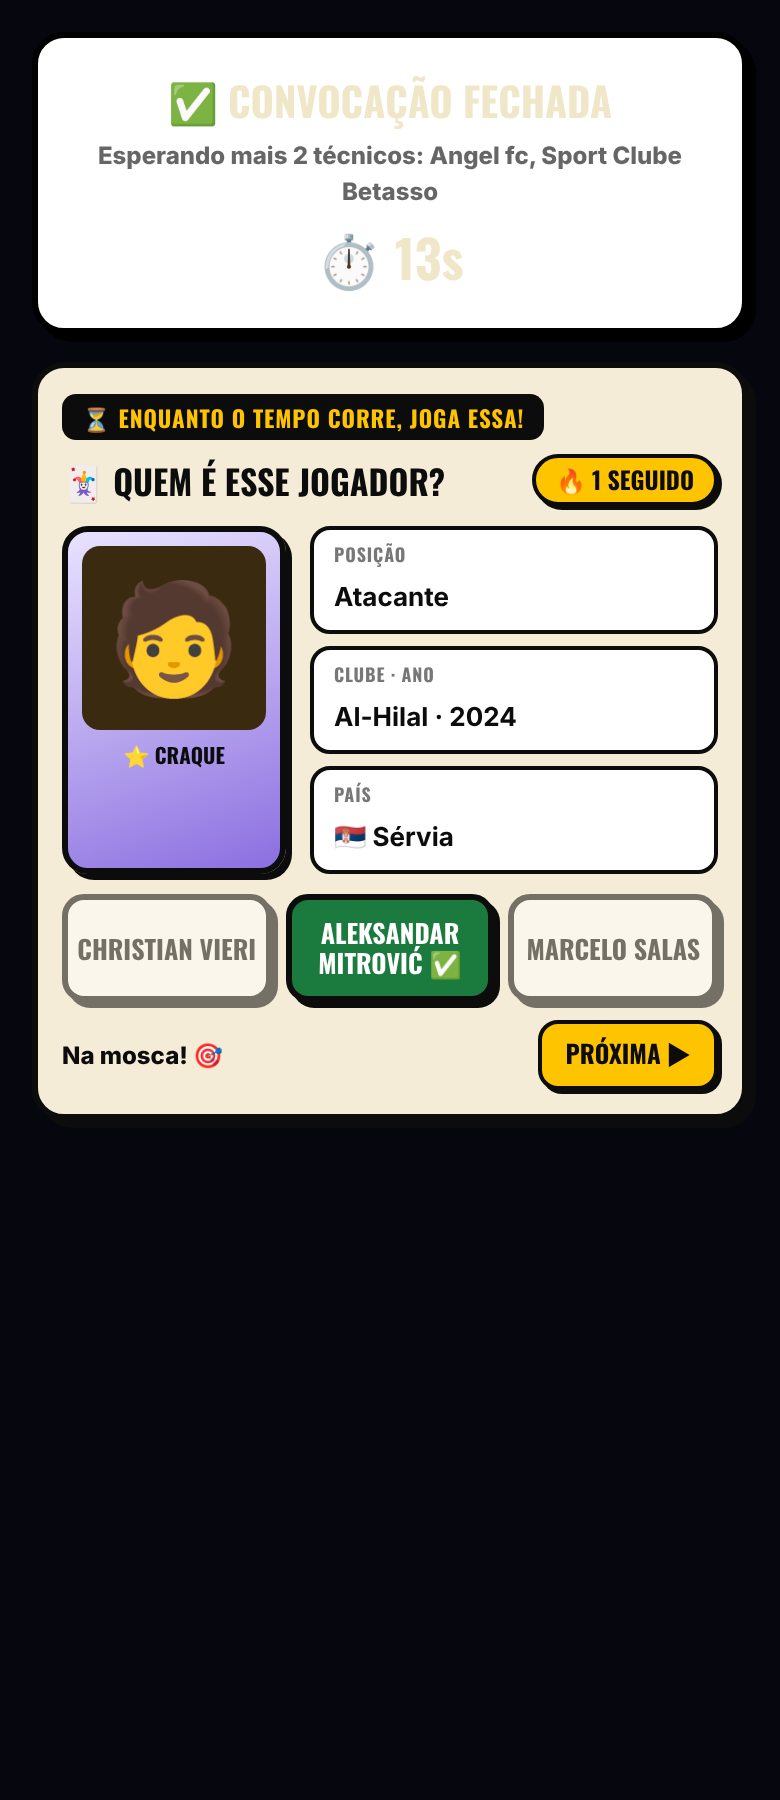 ✅ CONVOCAÇÃO FECHADA
Esperando mais 2 técnicos: Angel fc, Sport Clube
Betasso
⏱️ 13s
⏳ ENQUANTO O TEMPO CORRE, JOGA ESSA!
🃏 QUEM É ESSE JOGADOR?
🔥 1 SEGUIDO
POSIÇÃO
Atacante
CLUBE · ANO
Al-Hilal · 2024
PAÍS
🇷🇸 Sérvia
⭐ CRAQUE
CHRISTIAN VIERI
ALEKSANDAR
MITROVIĆ ✅
MARCELO SALAS
Na mosca! 🎯
PRÓXIMA ▶